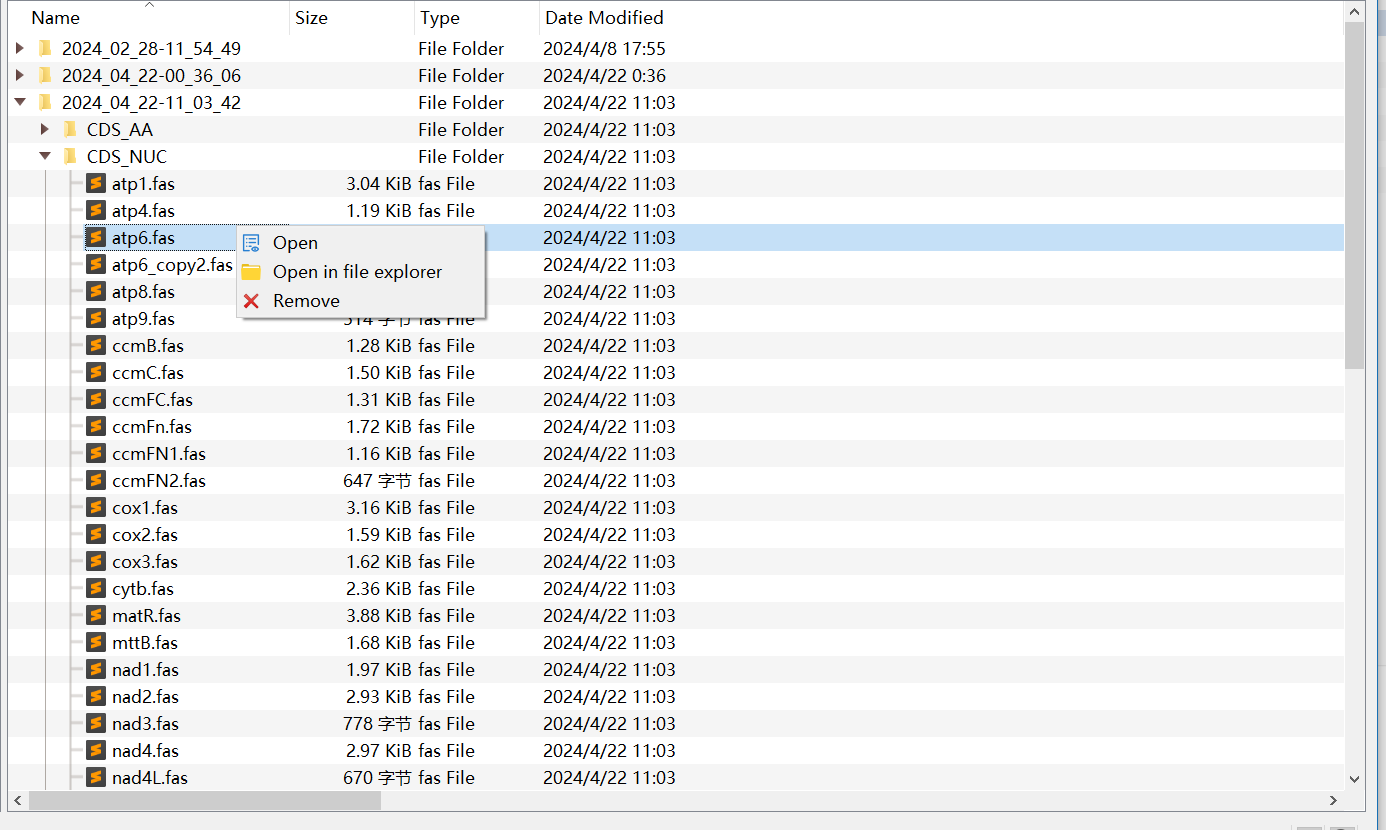 Name Size Type Date Modified
2024_02_28-11_54_49 File Folder 2024/4/8 17:55
2024_04_22-00_36_06 File Folder 2024/4/22 0:36
2024_04_22-11_03_42 File Folder 2024/4/22 11:03
CDS_AA File Folder 2024/4/22 11:03
CDS_NUC File Folder 2024/4/22 11:03
atp1.fas 3.04 KiB fas File 2024/4/22 11:03
atp4.fas 1.19 KiB fas File 2024/4/22 11:03
atp6.fas 2024/4/22 11:03
Open
atp6_copy2.fas 2024/4/22 11:03
Open in file explorer
atp8.fas 2024/4/22 11:03
Remove
atp9.fas 514 字节 fas File 2024/4/22 11:03
ccmB.fas 1.28 KiB fas File 2024/4/22 11:03
ccmC.fas 1.50 KiB fas File 2024/4/22 11:03
ccmFC.fas 1.31 KiB fas File 2024/4/22 11:03
ccmFn.fas 1.72 KiB fas File 2024/4/22 11:03
ccmFN1.fas 1.16 KiB fas File 2024/4/22 11:03
ccmFN2.fas 647 字节 fas File 2024/4/22 11:03
cox1.fas 3.16 KiB fas File 2024/4/22 11:03
cox2.fas 1.59 KiB fas File 2024/4/22 11:03
cox3.fas 1.62 KiB fas File 2024/4/22 11:03
cytb.fas 2.36 KiB fas File 2024/4/22 11:03
matR.fas 3.88 KiB fas File 2024/4/22 11:03
mttB.fas 1.68 KiB fas File 2024/4/22 11:03
nad1.fas 1.97 KiB fas File 2024/4/22 11:03
nad2.fas 2.93 KiB fas File 2024/4/22 11:03
nad3.fas 778 字节 fas File 2024/4/22 11:03
nad4.fas 2.97 KiB fas File 2024/4/22 11:03
nad4L.fas 670 字节 fas File 2024/4/22 11:03